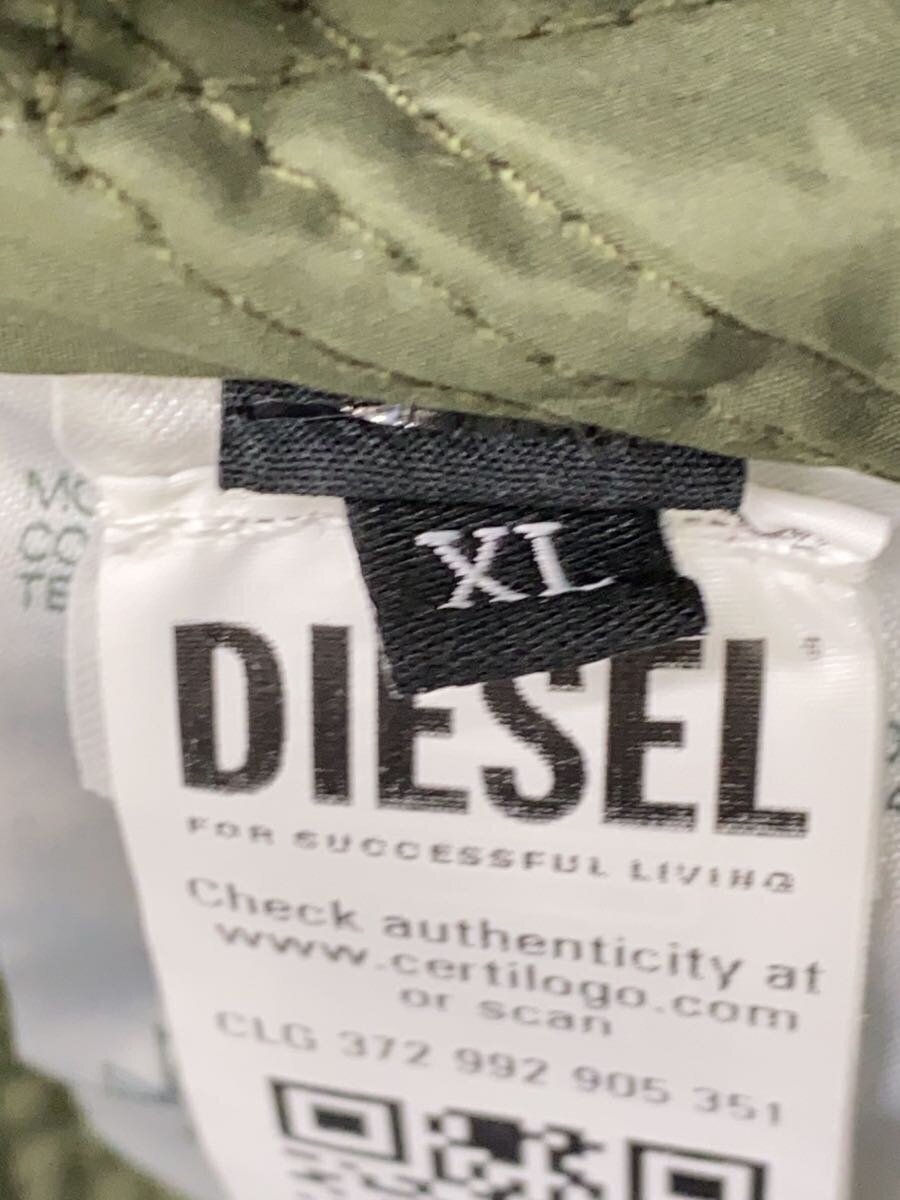 XL
DIESEL
FOR SUCCESSFUL LIVING
Check authenticity at
www.certilogo.com
or scan
CLG 372 992 905 351